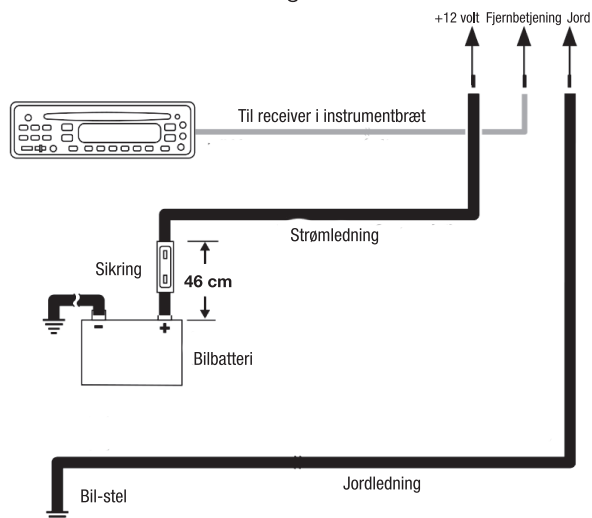 +12 volt Fjernbetjening Jord
Til receiver i instrumentbræt
Strømledning
Sikring
46 cm
- +
Bilbatteri
Jordledning
Bil-stel